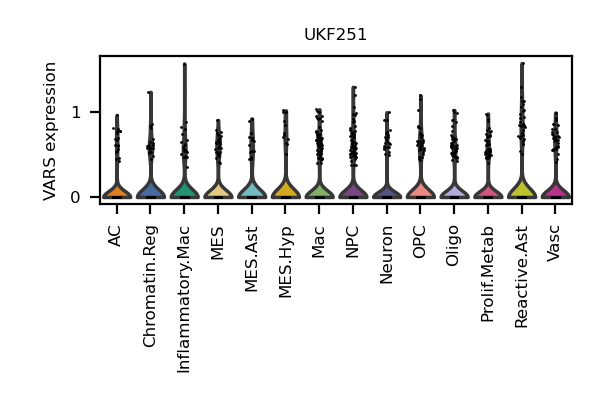 UKF251
VARS expression
1
0
AC
Chromatin.Reg
Inflammatory.Mac
MES
MES.Ast
MES.Hyp
Mac
NPC
Neuron
OPC
Oligo
Prolif.Metab
Reactive.Ast
Vasc